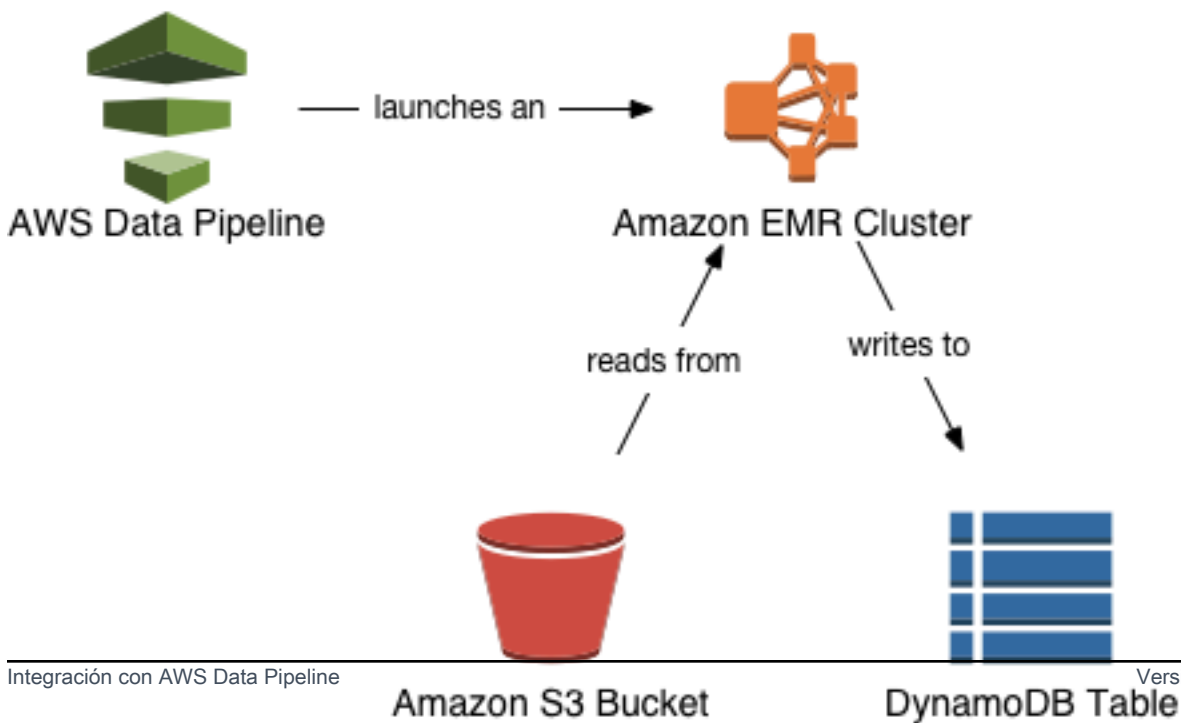 launches an
AWS Data Pipeline
Amazon EMR Cluster
writes to
reads from
Integración con AWS Data Pipeline
Vers
Amazon S3 Bucket
DynamoDB Table